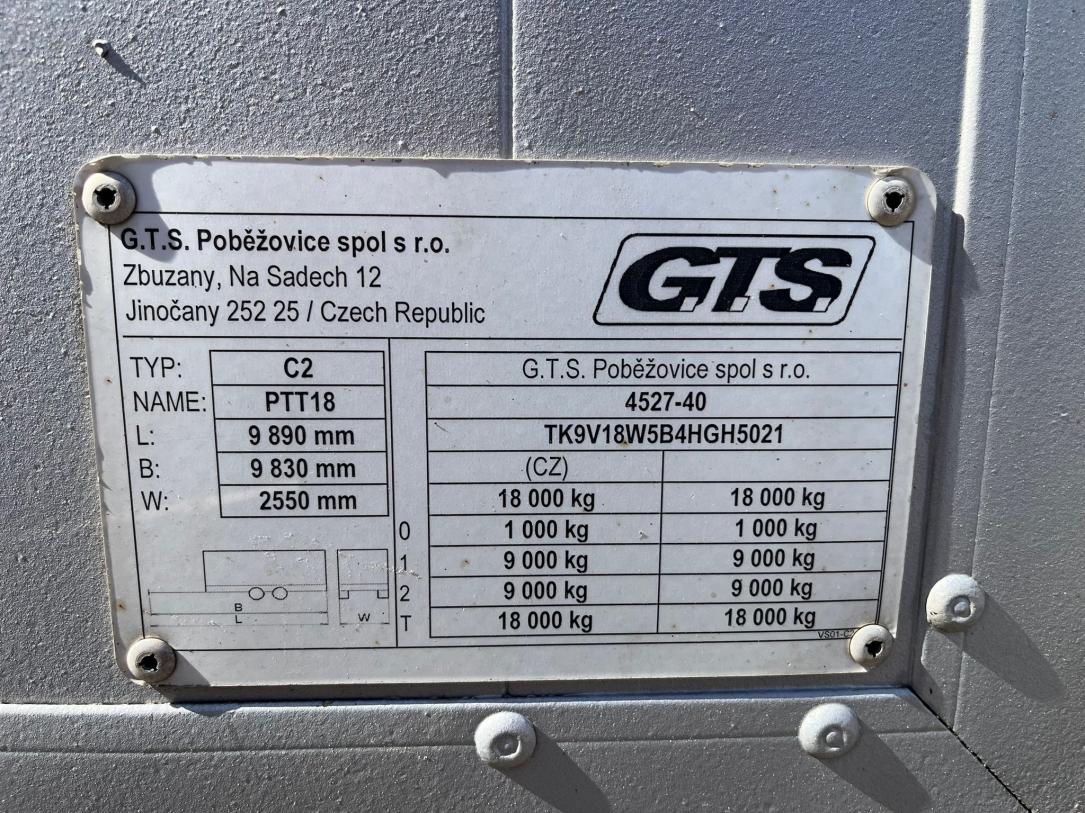 G.T.S. Poběžovice spol s r.o.
Zbuzany, Na Sadech 12
Jinočany 252 25 / Czech Republic
G.T.S.
TYP: C2
NAME: PTT18
L: 9 890 mm
B: 9 830 mm
W: 2550 mm
B
L
W
G.T.S. Poběžovice spol s r.o.
4527-40
TK9V18W5B4HGH5021
(CZ)
18 000 kg 18 000 kg
0 1 000 kg 1 000 kg
1 9 000 kg 9 000 kg
2 9 000 kg 9 000 kg
T 18 000 kg 18 000 kg